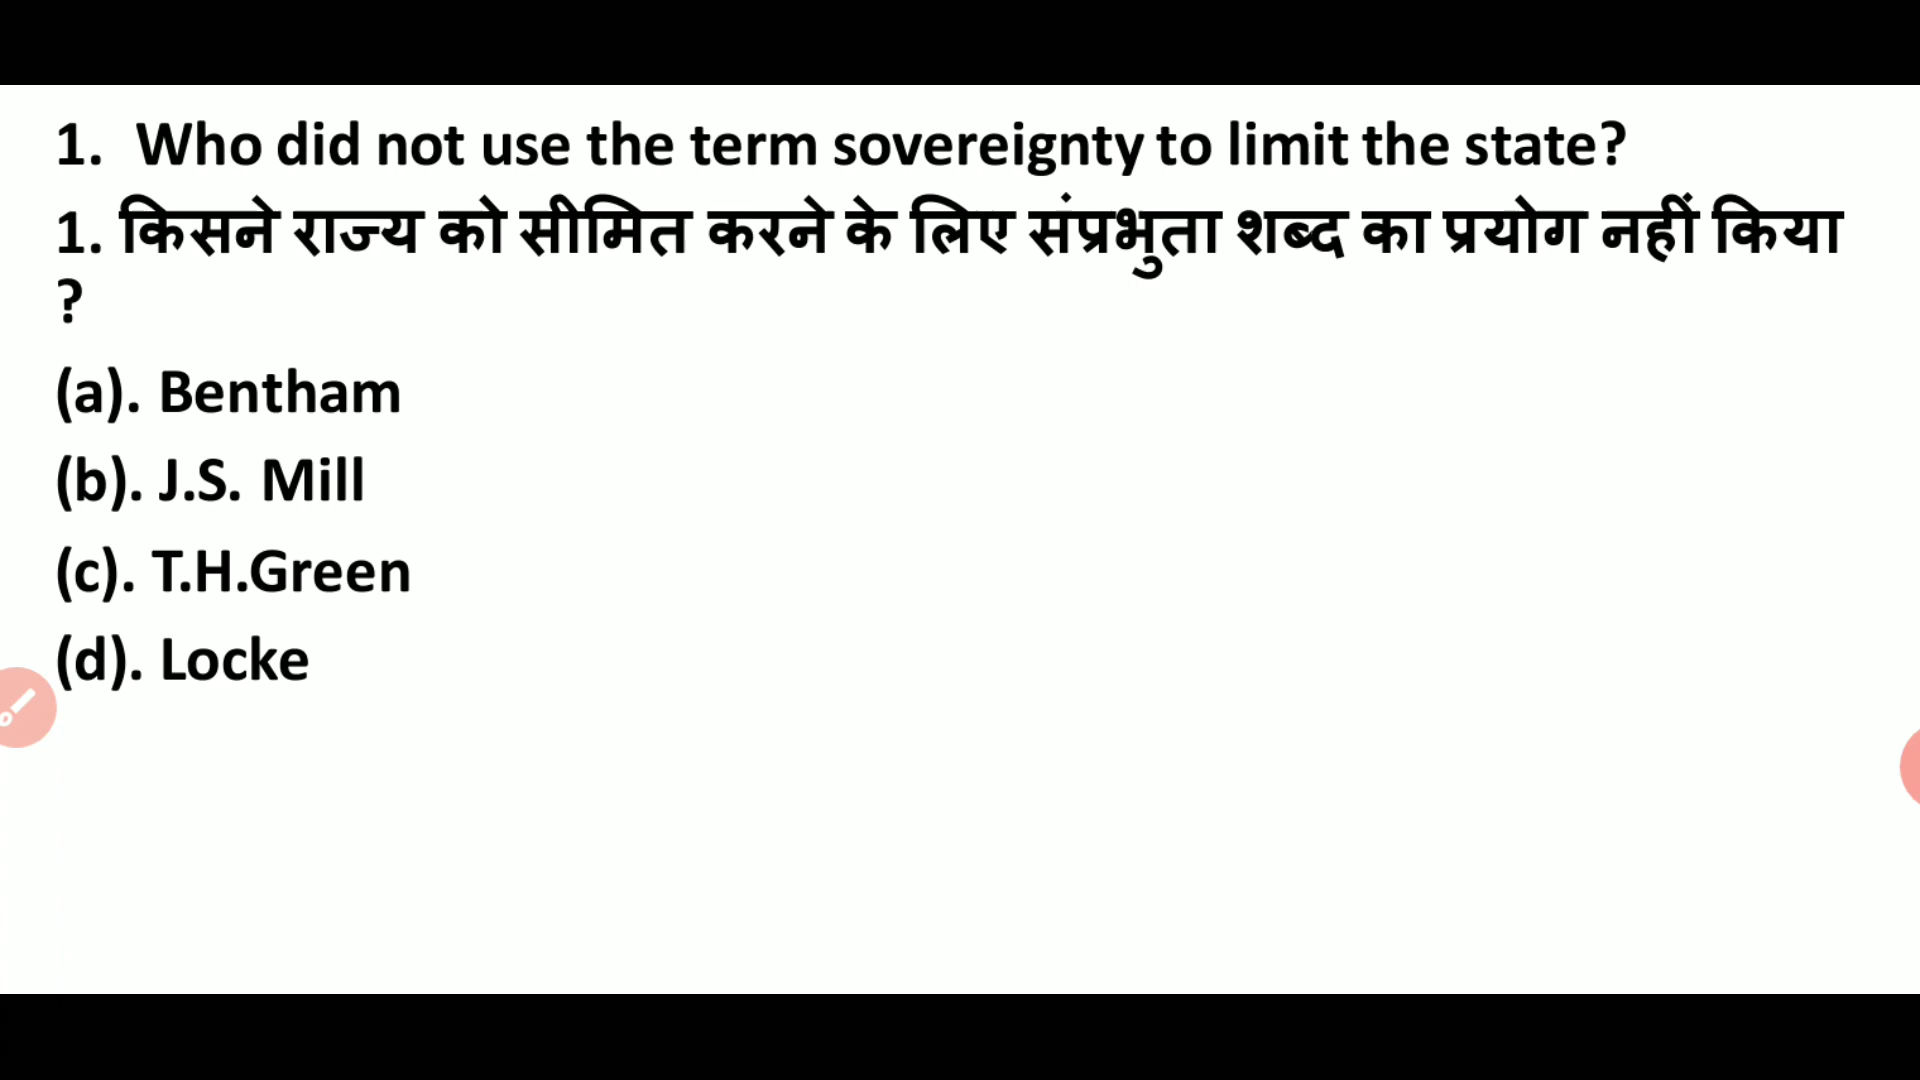 1. Who did not use the term sovereignty to limit the state?
1. किसने राज्य को सीमित करने के लिए संप्रभुता शब्द का प्रयोग नहीं किया
?
(a). Bentham
(b). J.S. Mill
(c). T.H.Green
(d). Locke